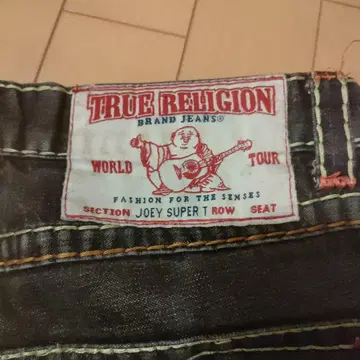 TRUE RELIGION
BRAND JEANS®
WORLD TOUR
FASHION FOR THE SENSES
SECTION JOEY SUPER T ROW SEAT